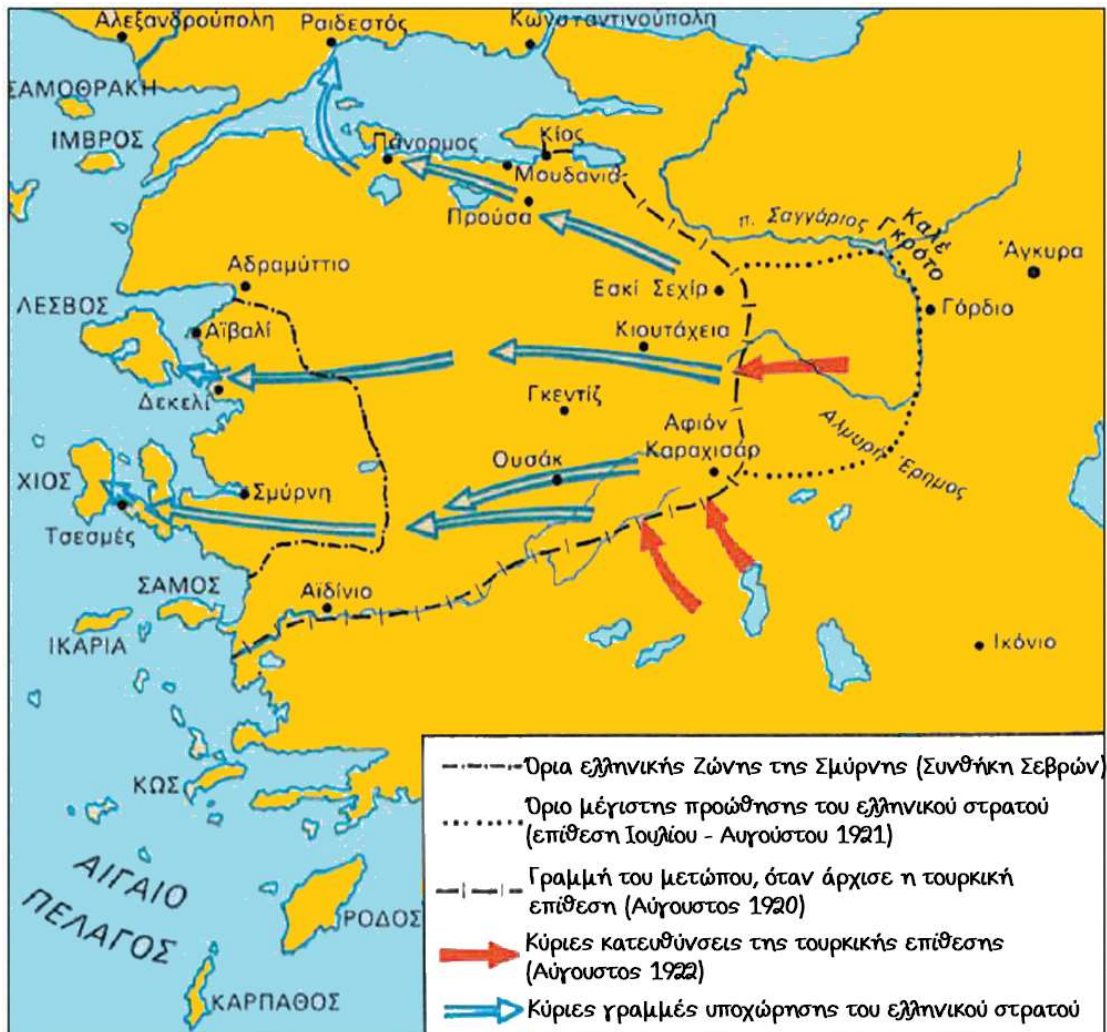 Αλεξανδρούπολη
Ραιδεστός
Κωνσταντινούπολη
ΣΑΜΟΘΡΑΚΗ
ΙΜΒΡΟΣ
Πάνορμος
Κίος
Μουδανιά
Προύσα
π. Σαγγάριος
Καλέ
Γκρότο
Άγκυρα
Αδραμύττιο
Εσκί Σεχίρ
Γόρδιο
ΛΕΣΒΟΣ
Αϊβαλί
Κιουτάχεια
Δεκελί
Γκεντίζ
Αφιόν
Καραχισάρ
Αλμυρή Έρημος
Ουσάκ
ΧΙΟΣ
Σμύρνη
Τσεσμές
ΣΑΜΟΣ
Αϊδίνιο
ΙΚΑΡΙΑ
Ικόνιο
ΚΩΣ
ΑΙΓΑΙΟ
ΠΕΛΑΓΟΣ
ΡΟΔΟΣ
ΚΑΡΠΑΘΟΣ
Όρια ελληνικής Ζώνης της Σμύρνης (Συνθήκη Σεβρών)
Όριο μέγιστης προώθησης του ελληνικού στρατού
(επίθεση Ιουλίου - Αυγούστου 1921)
Γραμμή του μετώπου, όταν άρχισε η τουρκική
επίθεση (Αύγουστος 1920)
Κύριες κατευθύνσεις της τουρκικής επίθεσης
(Αύγουστος 1922)
Κύριες γραμμές υποχώρησης του ελληνικού στρατού